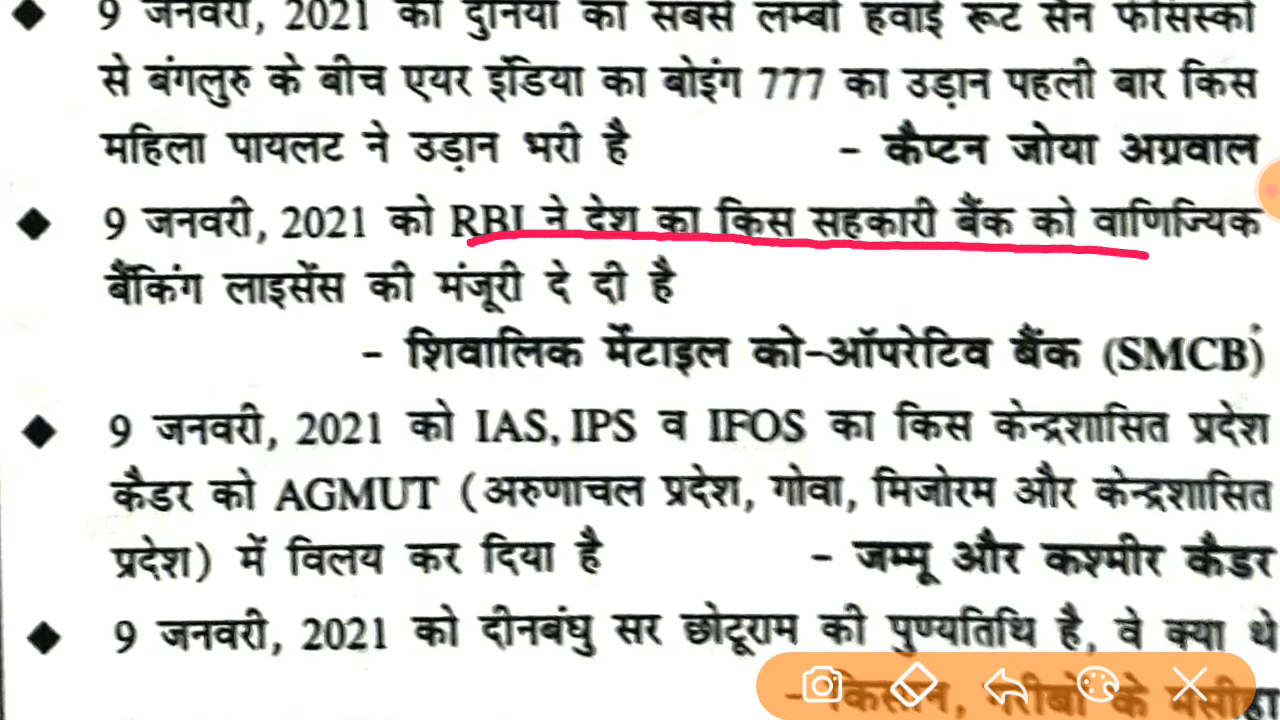 9 जनवरी, 2021 को दुनिया का सबसे लम्बी हवाई रूट सैन फ्रांसिस्को
से बंगलुरु के बीच एयर इंडिया का बोइंग 777 का उड़ान पहली बार किस
महिला पायलट ने उड़ान भरी है - कैप्टन जोया अग्रवाल
9 जनवरी, 2021 को RBI ने देश का किस सहकारी बैंक को वाणिज्यिक
बैंकिंग लाइसेंस की मंजूरी दे दी है
- शिवालिक मेंटाइल को-ऑपरेटिव बैंक (SMCB)
9 जनवरी, 2021 को IAS, IPS व IFOS का किस केन्द्रशासित प्रदेश
कैडर को AGMUT (अरुणाचल प्रदेश, गोवा, मिजोरम और केन्द्रशासित
प्रदेश) में विलय कर दिया है - जम्मू और कश्मीर कैडर
9 जनवरी, 2021 को दीनबंधु सर छोटूराम की पुण्यतिथि है, वे क्या थे
- किसान, गरीबों के मसीहा